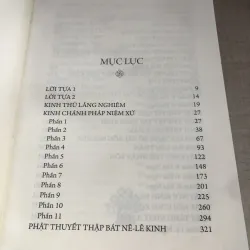 MỤC LỤC
LỜI TỰA 1 9
LỜI TỰA 2 14
KINH THỦ LĂNG NGHIÊM 19
KINH CHÁNH PHÁP NIỆM XỨ 27
Phần 1 27
Phần 2 38
Phần 3 67
Phần 4 93
Phần 5 122
Phần 6 148
Phần 7 173
Phần 8 201
Phần 9 225
Phần 10 260
Phần 11 294
PHẬT THUYẾT THẬP BÁT NÊ-LÊ KINH 321